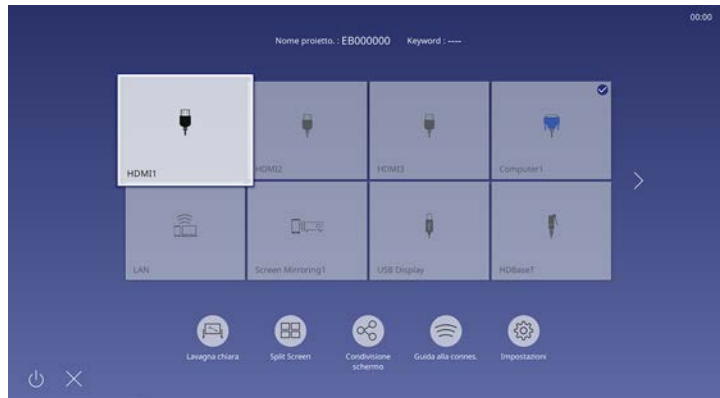 00:00
Nome proietto. : EB000000 Keyword : ----
HDMI1
HDMI2
HDMI3
Computer1
LAN
Screen Mirroring1
USB Display
HDBaseT
Lavagna chiara
Split Screen
Condivisione
schermo
Guida alla connes.
Impostazioni